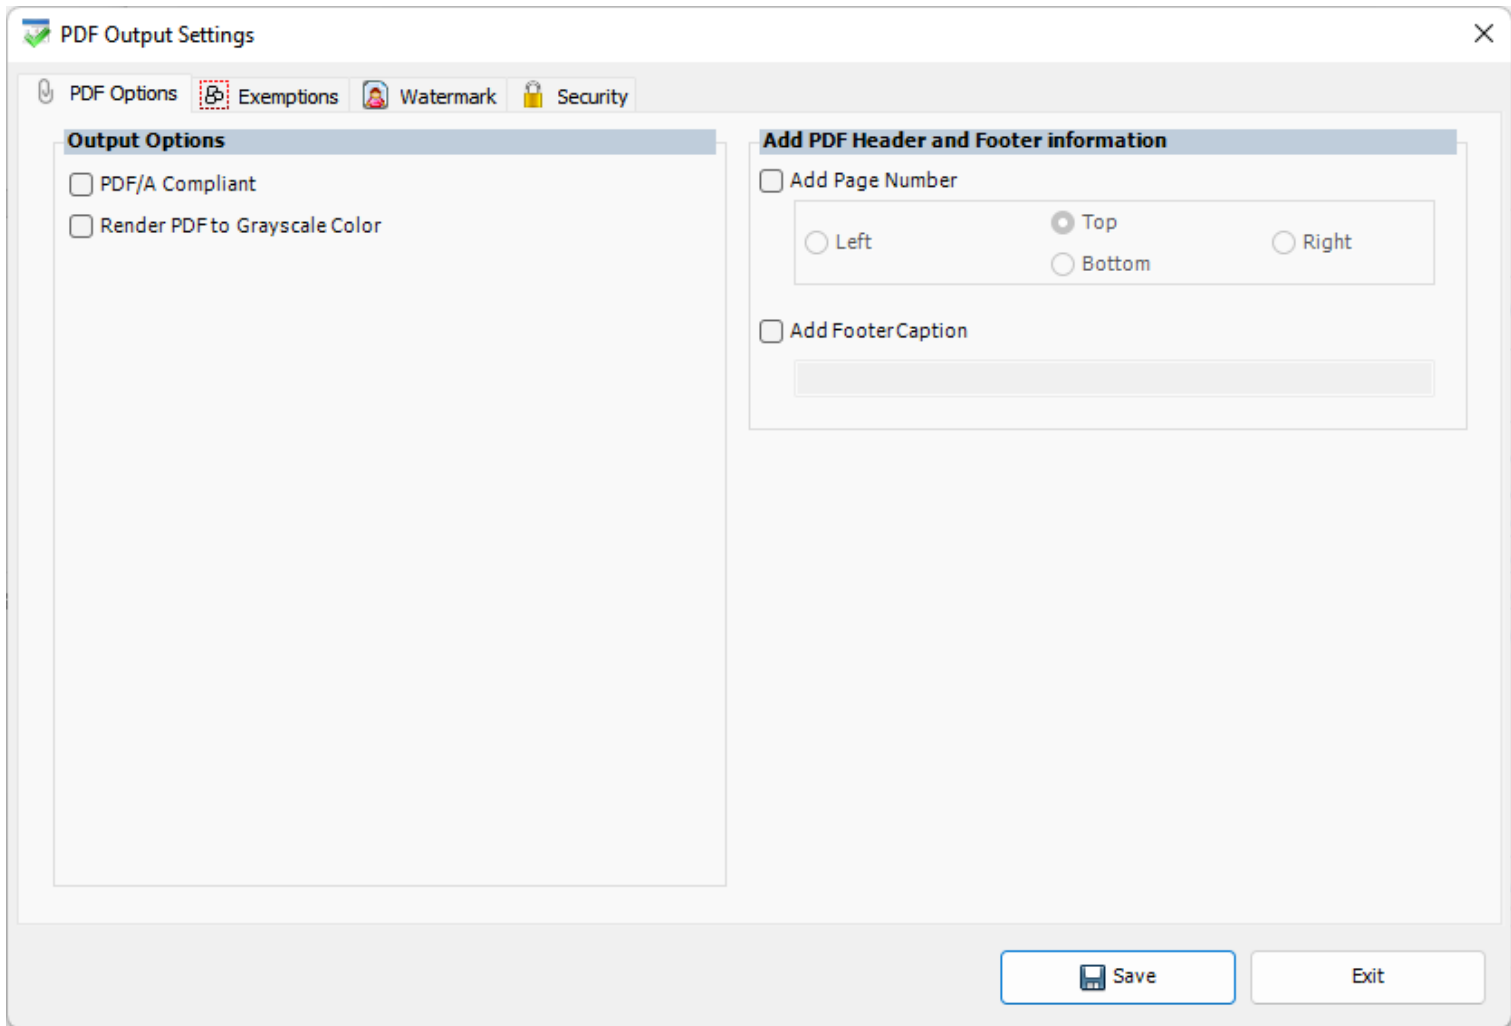 PDF Output Settings
PDF Options Exemptions Watermark Security
Output Options
PDF/A Compliant
Render PDF to Grayscale Color
Add PDF Header and Footer information
Add Page Number
Left Top Bottom Right
Add Footer Caption
Save Exit